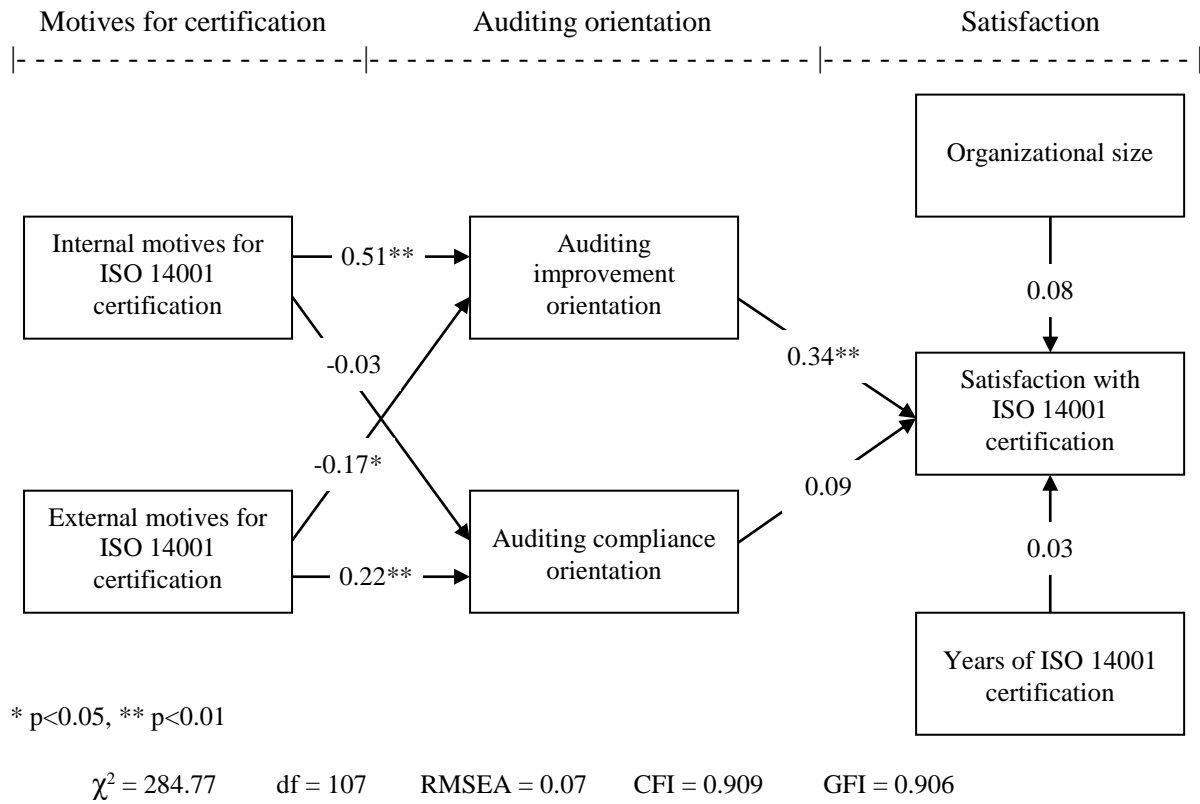 Motives for certification
Auditing orientation
Satisfaction
Organizational size
Internal motives for
ISO 14001
certification
0.51**
Auditing
improvement
orientation
0.08
-0.03
0.34**
Satisfaction with
ISO 14001
certification
-0.17*
0.09
External motives for
ISO 14001
certification
0.22**
Auditing compliance
orientation
0.03
Years of ISO 14001
certification
* p<0.05, ** p<0.01
χ² = 284.77 df = 107 RMSEA = 0.07 CFI = 0.909 GFI = 0.906